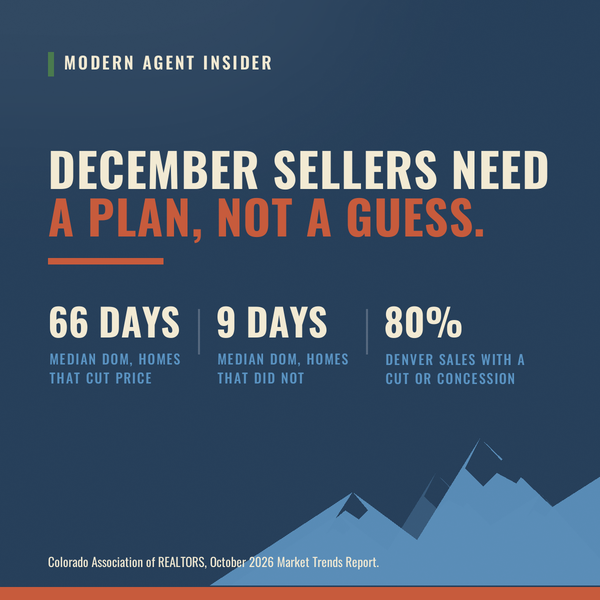 MODERN AGENT INSIDER
DECEMBER SELLERS NEED
A PLAN, NOT A GUESS.
66 DAYS
MEDIAN DOM, HOMES
THAT CUT PRICE
9 DAYS
MEDIAN DOM, HOMES
THAT DID NOT
80%
DENVER SALES WITH A
CUT OR CONCESSION
Colorado Association of REALTORS, October 2026 Market Trends Report.